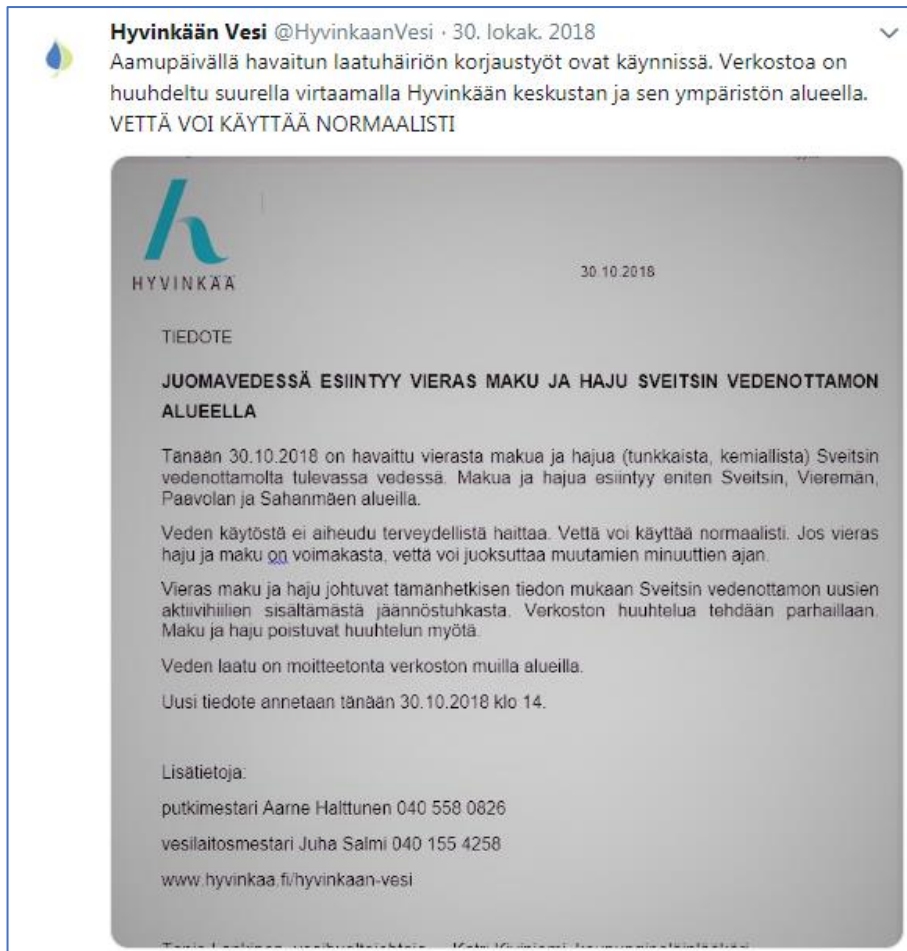 Hyvinkään Vesi @HyvinkaanVesi · 30. lokak. 2018
Aamupäivällä havaitun laatuhäiriön korjaustyöt ovat käynnissä. Verkostoa on
huuhdeltu suurella virtaamalla Hyvinkään keskustan ja sen ympäristön alueella.
VETTÄ VOI KÄYTTÄÄ NORMAALISTI
HYVINKÄÄ
30.10.2018
TIEDOTE
JUOMAVEDESSÄ ESIINTYY VIERAS MAKU JA HAJU SVEITSIN VEDENOTTAMON
ALUEELLA
Tänään 30.10.2018 on havaittu vierasta makua ja hajua (tunkkaista, kemiallista) Sveitsin
vedenottamolta tulevassa vedessä. Makua ja hajua esiintyy eniten Sveitsin, Vieremän,
Paavolan ja Sahanmäen alueilla.
Veden käytöstä ei aiheudu terveydellistä haittaa. Vettä voi käyttää normaalisti. Jos vieras
haju ja maku on voimakasta, vettä voi juoksuttaa muutamien minuuttien ajan.
Vieras maku ja haju johtuvat tämänhetkisen tiedon mukaan Sveitsin vedenottamon uusien
aktiivihiilien sisältämästä jäännöstuhkasta. Verkoston huuhtelua tehdään parhaillaan.
Maku ja haju poistuvat huuhtelun myötä.
Veden laatu on moitteetonta verkoston muilla alueilla.
Uusi tiedote annetaan tänään 30.10.2018 klo 14.
Lisätietoja:
putkimestari Aarne Halttunen 040 558 0826
vesilaitosmestari Juha Salmi 040 155 4258
www.hyvinkaa.fi/hyvinkaan-vesi